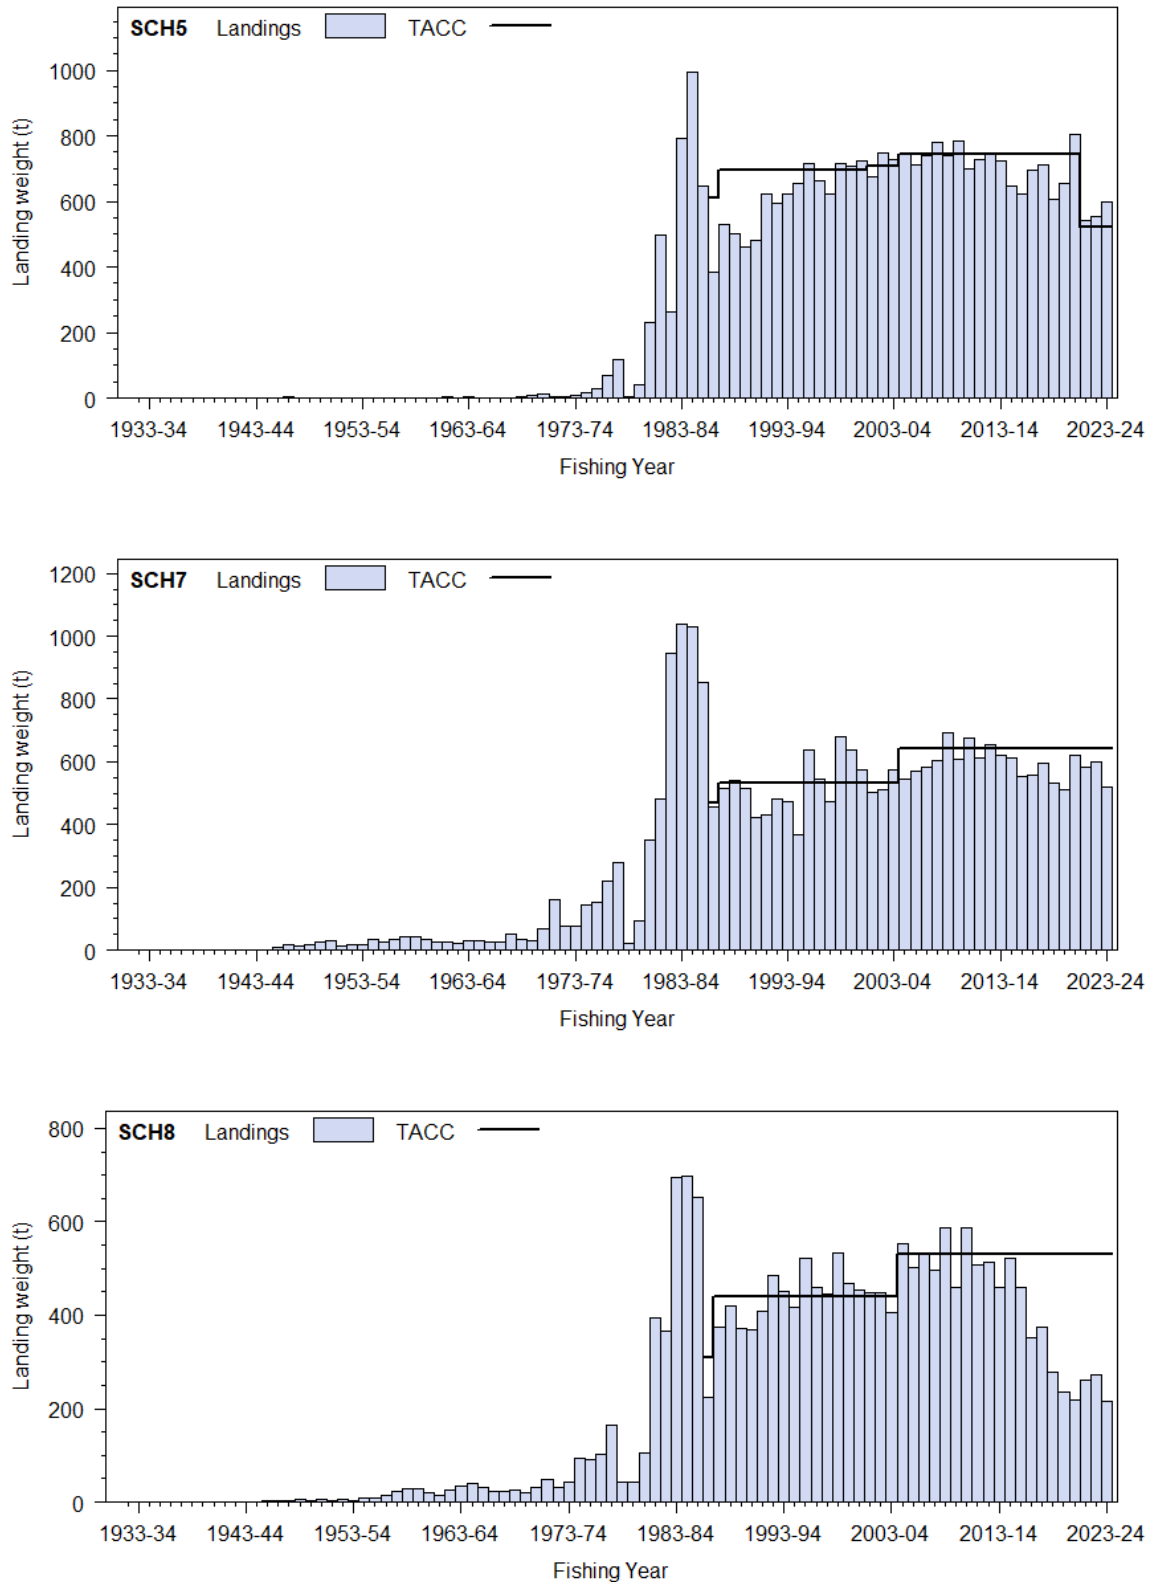 SCH5 Landings TACC
1000
800
600
400
200
0
Landing weight (t)
1933-34 1943-44 1953-54 1963-64 1973-74 1983-84 1993-94 2003-04 2013-14 2023-24
Fishing Year
SCH7 Landings TACC
1200
1000
800
600
400
200
0
Landing weight (t)
1933-34 1943-44 1953-54 1963-64 1973-74 1983-84 1993-94 2003-04 2013-14 2023-24
Fishing Year
SCH8 Landings TACC
800
600
400
200
0
Landing weight (t)
1933-34 1943-44 1953-54 1963-64 1973-74 1983-84 1993-94 2003-04 2013-14 2023-24
Fishing Year